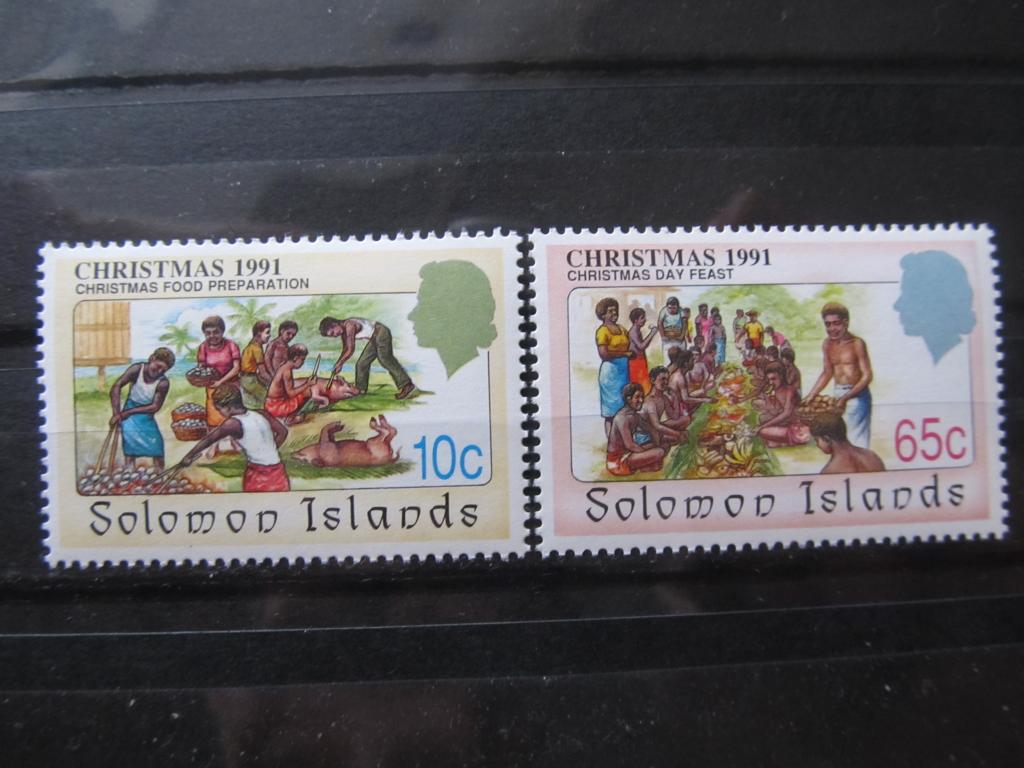 CHRISTMAS 1991
CHRISTMAS FOOD PREPARATION
10c
Solomon Islands
CHRISTMAS 1991
CHRISTMAS DAY FEAST
65c
Solomon Islands